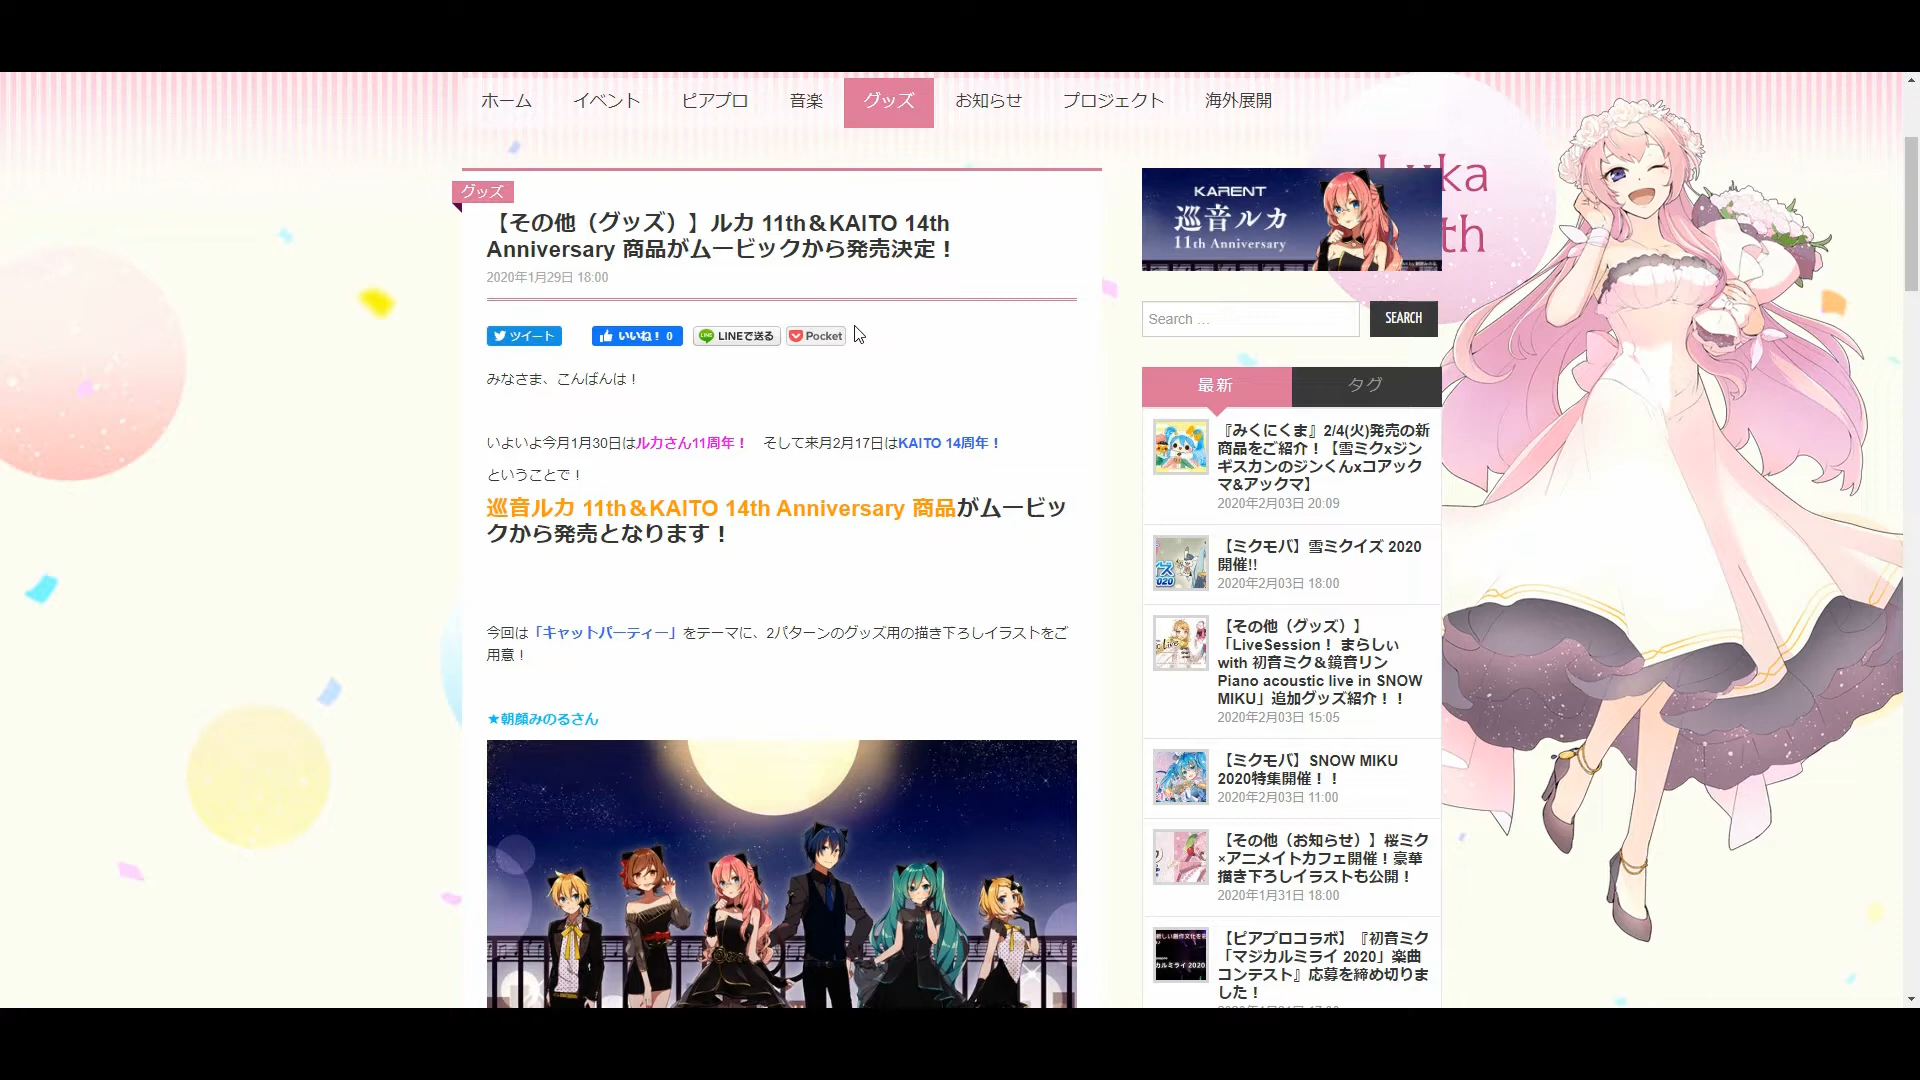 ホーム イベント ピアプロ 音楽 グッズ お知らせ プロジェクト 海外展開
グッズ
【その他（グッズ）】ルカ 11th＆KAITO 14th
Anniversary 商品がムービックから発売決定！
2020年1月29日 18:00
ツイート いいね！ 0 LINEで送る Pocket
みなさま、こんばんは！
いよいよ今月1月30日はルカさん11周年！　そして来月2月17日はKAITO 14周年！
ということで！
巡音ルカ 11th＆KAITO 14th Anniversary 商品がムービッ
クから発売となります！
今回は「キャットパーティー」をテーマに、2パターンのグッズ用の描き下ろしイラストをご
用意！
★朝顔みのるさん
KARENT
巡音ルカ
11th Anniversary
Search ...
SEARCH
最新 タグ
『みくにくま』2/4(火)発売の新
商品をご紹介！【雪ミクxジン
ギスカンのジンくんxコアック
マ&アックマ】
2020年2月03日 20:09
【ミクモバ】雪ミクイズ 2020
開催!!
2020年2月03日 18:00
【その他（グッズ）】
「LiveSession！ まらしぃ
with 初音ミク＆鏡音リン
Piano acoustic live in SNOW
MIKU」追加グッズ紹介！！
2020年2月03日 15:05
【ミクモバ】SNOW MIKU
2020特集開催！！
2020年2月03日 11:00
【その他（お知らせ）】桜ミク
×アニメイトカフェ開催！豪華
描き下ろしイラストも公開！
2020年1月31日 18:00
【ピアプロコラボ】『初音ミク
「マジカルミライ 2020」楽曲
コンテスト』応募を締め切りま
した！